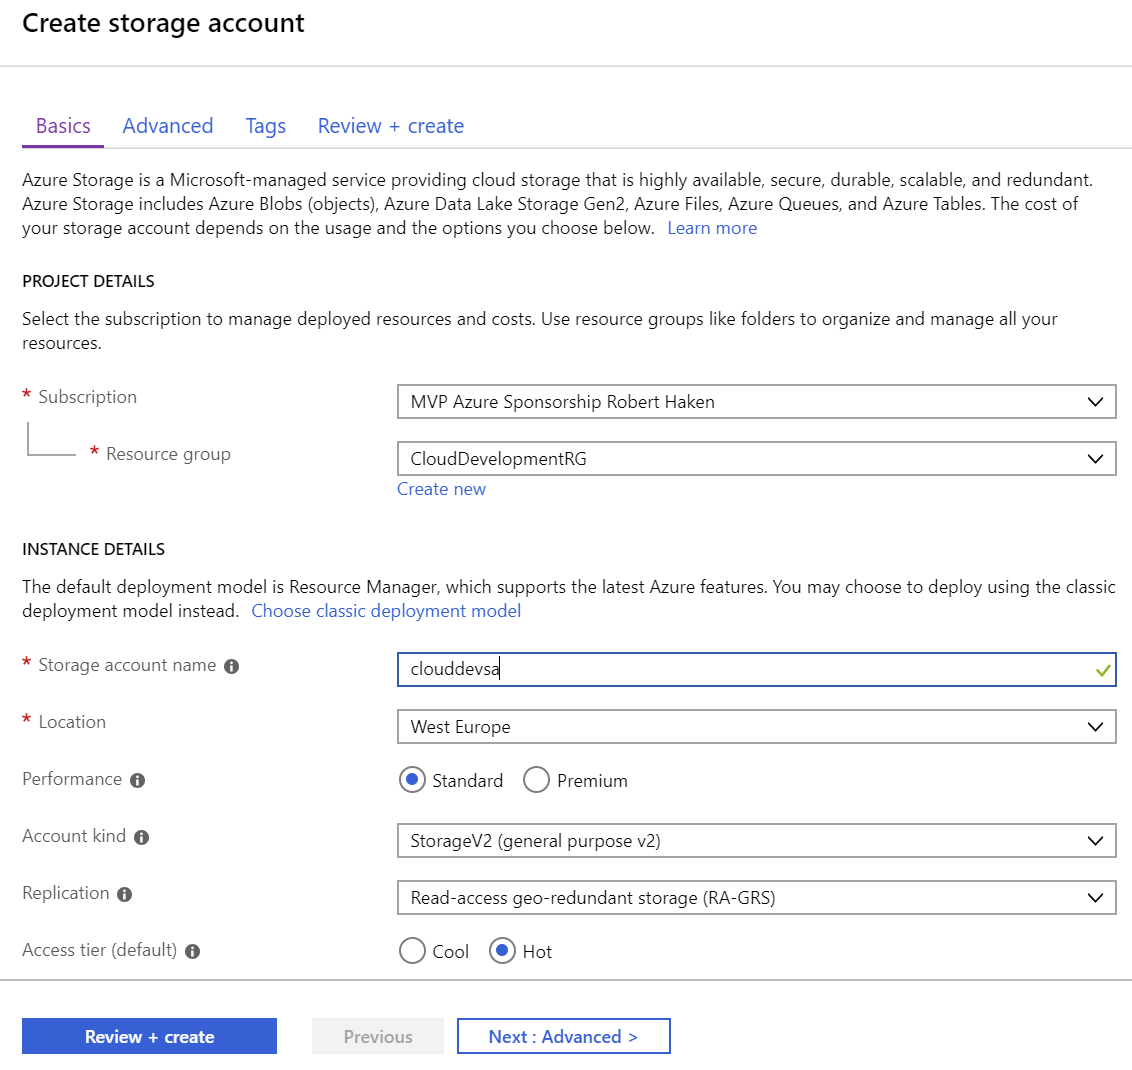 Create storage account
Basics Advanced Tags Review + create
Azure Storage is a Microsoft-managed service providing cloud storage that is highly available, secure, durable, scalable, and redundant.
Azure Storage includes Azure Blobs (objects), Azure Data Lake Storage Gen2, Azure Files, Azure Queues, and Azure Tables. The cost of
your storage account depends on the usage and the options you choose below. Learn more
PROJECT DETAILS
Select the subscription to manage deployed resources and costs. Use resource groups like folders to organize and manage all your
resources.
* Subscription MVP Azure Sponsorship Robert Haken
* Resource group CloudDevelopmentRG
Create new
INSTANCE DETAILS
The default deployment model is Resource Manager, which supports the latest Azure features. You may choose to deploy using the classic
deployment model instead. Choose classic deployment model
* Storage account name clouddevsa
* Location West Europe
Performance Standard Premium
Account kind StorageV2 (general purpose v2)
Replication Read-access geo-redundant storage (RA-GRS)
Access tier (default) Cool Hot
Review + create Previous Next : Advanced >